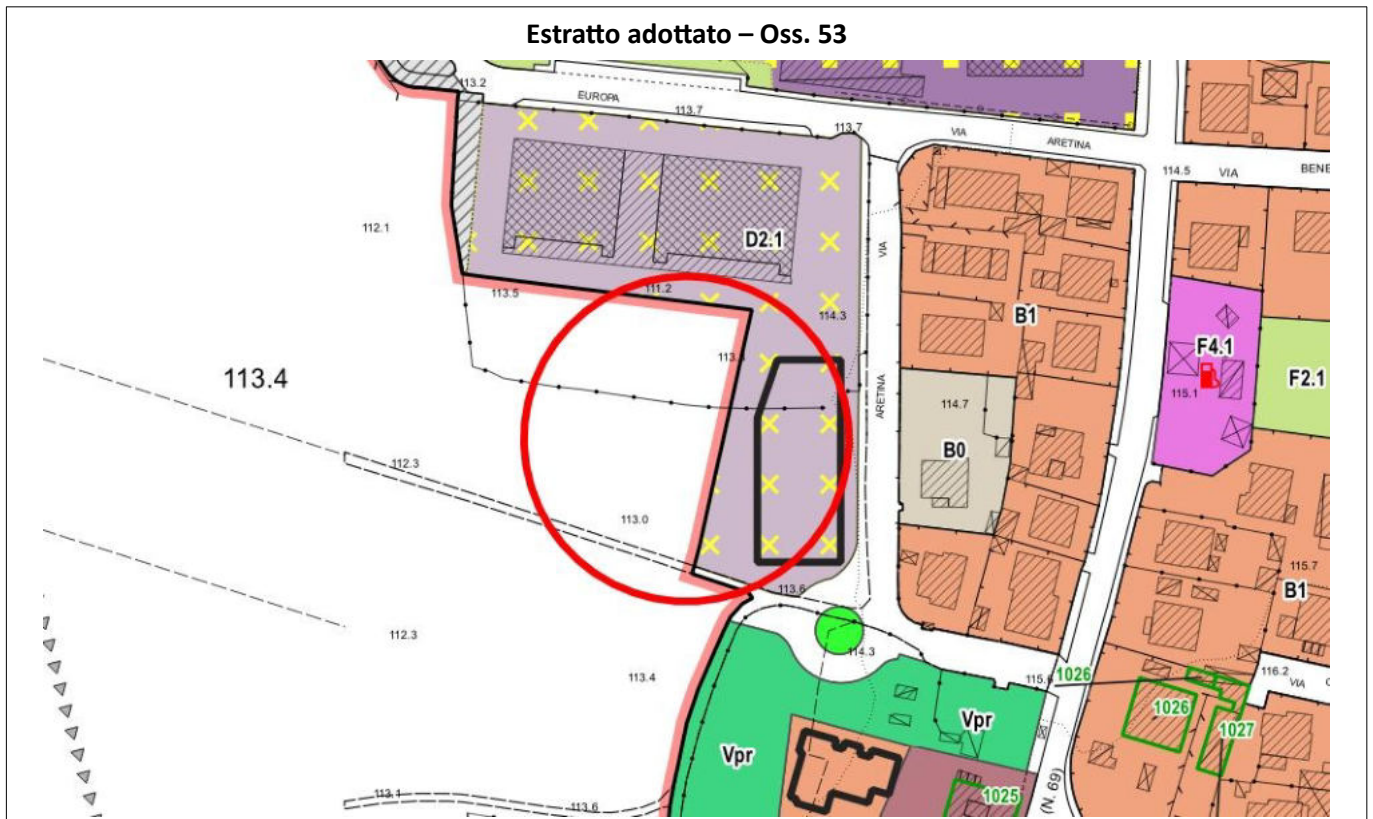 Estratto adottato – Oss. 53
113.2
EUROPA
113.7
113.7
VIA
ARETINA
114.5
VIA
BENE
112.1
D2.1
VIA
113.5
111.2
114.3
B1
F4.1
113.4
ARETINA
114.7
115.1
F2.1
B0
112.3
113.0
115.7
113.6
B1
112.3
114.3
113.4
115.6
1026
116.2
VIA
Vpr
1026
1027
Vpr
1025
(N. 69)
113.1
113.6